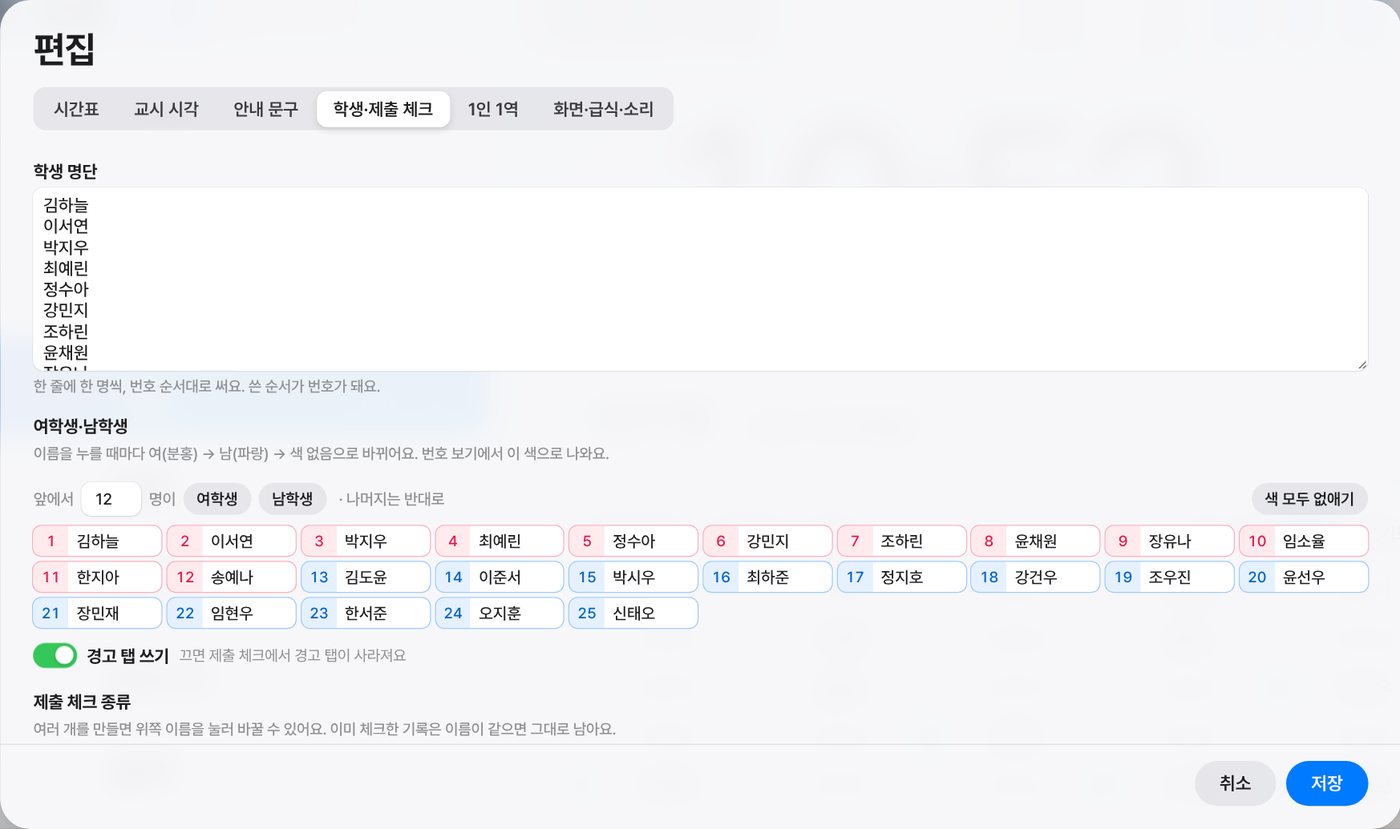 편집
시간표 교시 시각 안내 문구 학생·제출 체크 1인 1역 화면·급식·소리
학생 명단
김하늘
이서연
박지우
최예린
정수아
강민지
조하린
윤채원
한 줄에 한 명씩, 번호 순서대로 써요. 쓴 순서가 번호가 돼요.
여학생·남학생
이름을 누를 때마다 여(분홍) → 남(파랑) → 색 없음으로 바뀌어요. 번호 보기에서 이 색으로 나와요.
앞에서 12 명이 여학생 남학생 · 나머지는 반대로 색 모두 없애기
1 김하늘 2 이서연 3 박지우 4 최예린 5 정수아 6 강민지 7 조하린 8 윤채원 9 장유나 10 임소율
11 한지아 12 송예나 13 김도윤 14 이준서 15 박시우 16 최하준 17 정지호 18 강건우 19 조우진 20 윤선우
21 장민재 22 임현우 23 한서준 24 오지훈 25 신태오
경고 탭 쓰기 끄면 제출 체크에서 경고 탭이 사라져요
제출 체크 종류
여러 개를 만들면 위쪽 이름을 눌러 바꿀 수 있어요. 이미 체크한 기록은 이름이 같으면 그대로 남아요.
취소 저장